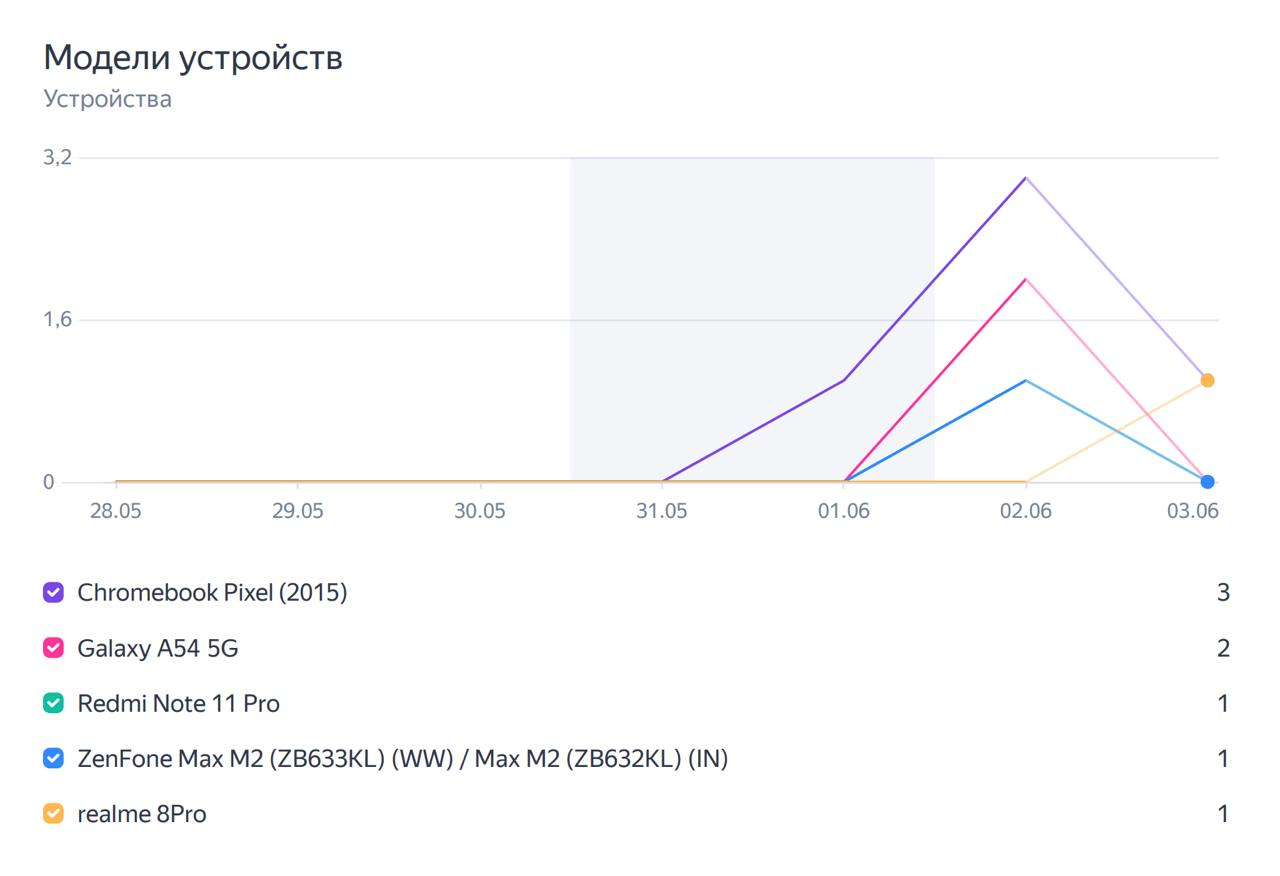 Модели устройств
Устройства
3,2
1,6
0
28.05 29.05 30.05 31.05 01.06 02.06 03.06
Chromebook Pixel (2015) 3
Galaxy A54 5G 2
Redmi Note 11 Pro 1
ZenFone Max M2 (ZB633KL) (WW) / Max M2 (ZB632KL) (IN) 1
realme 8Pro 1